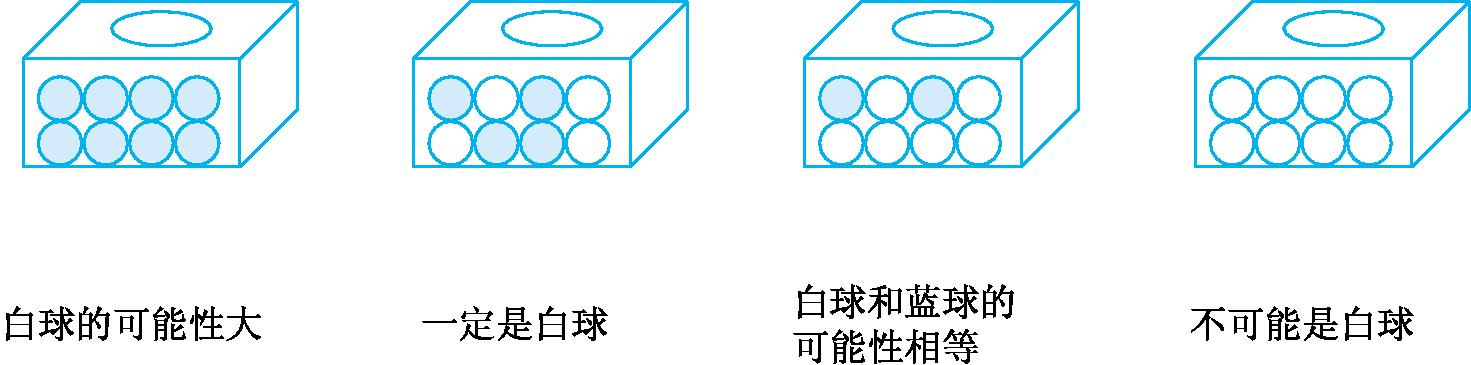 白球的可能性大
一定是白球
白球和蓝球的
可能性相等
不可能是白球